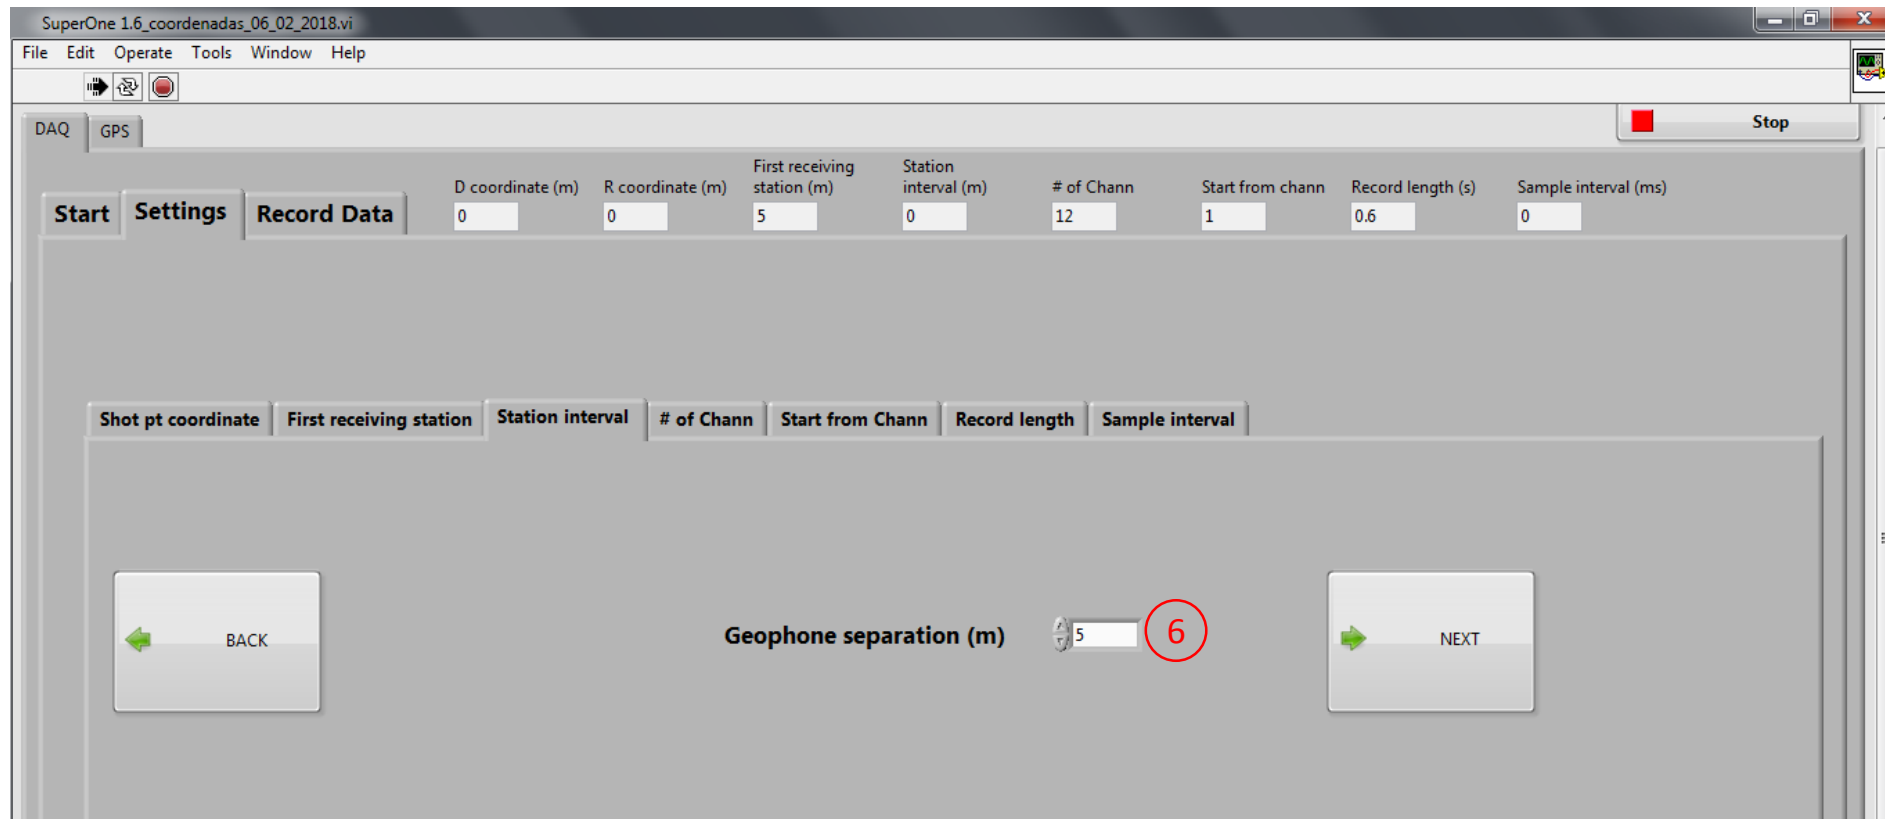 SuperOne 1.6_coordenadas_06_02_2018.vi
File Edit Operate Tools Window Help
DAQ GPS
Stop
Start Settings Record Data
D coordinate (m)
0
R coordinate (m)
0
First receiving
station (m)
5
Station
interval (m)
0
# of Chann
12
Start from chann
1
Record length (s)
0.6
Sample interval (ms)
0
Shot pt coordinate First receiving station Station interval # of Chann Start from Chann Record length Sample interval
BACK
Geophone separation (m) 5 6
NEXT